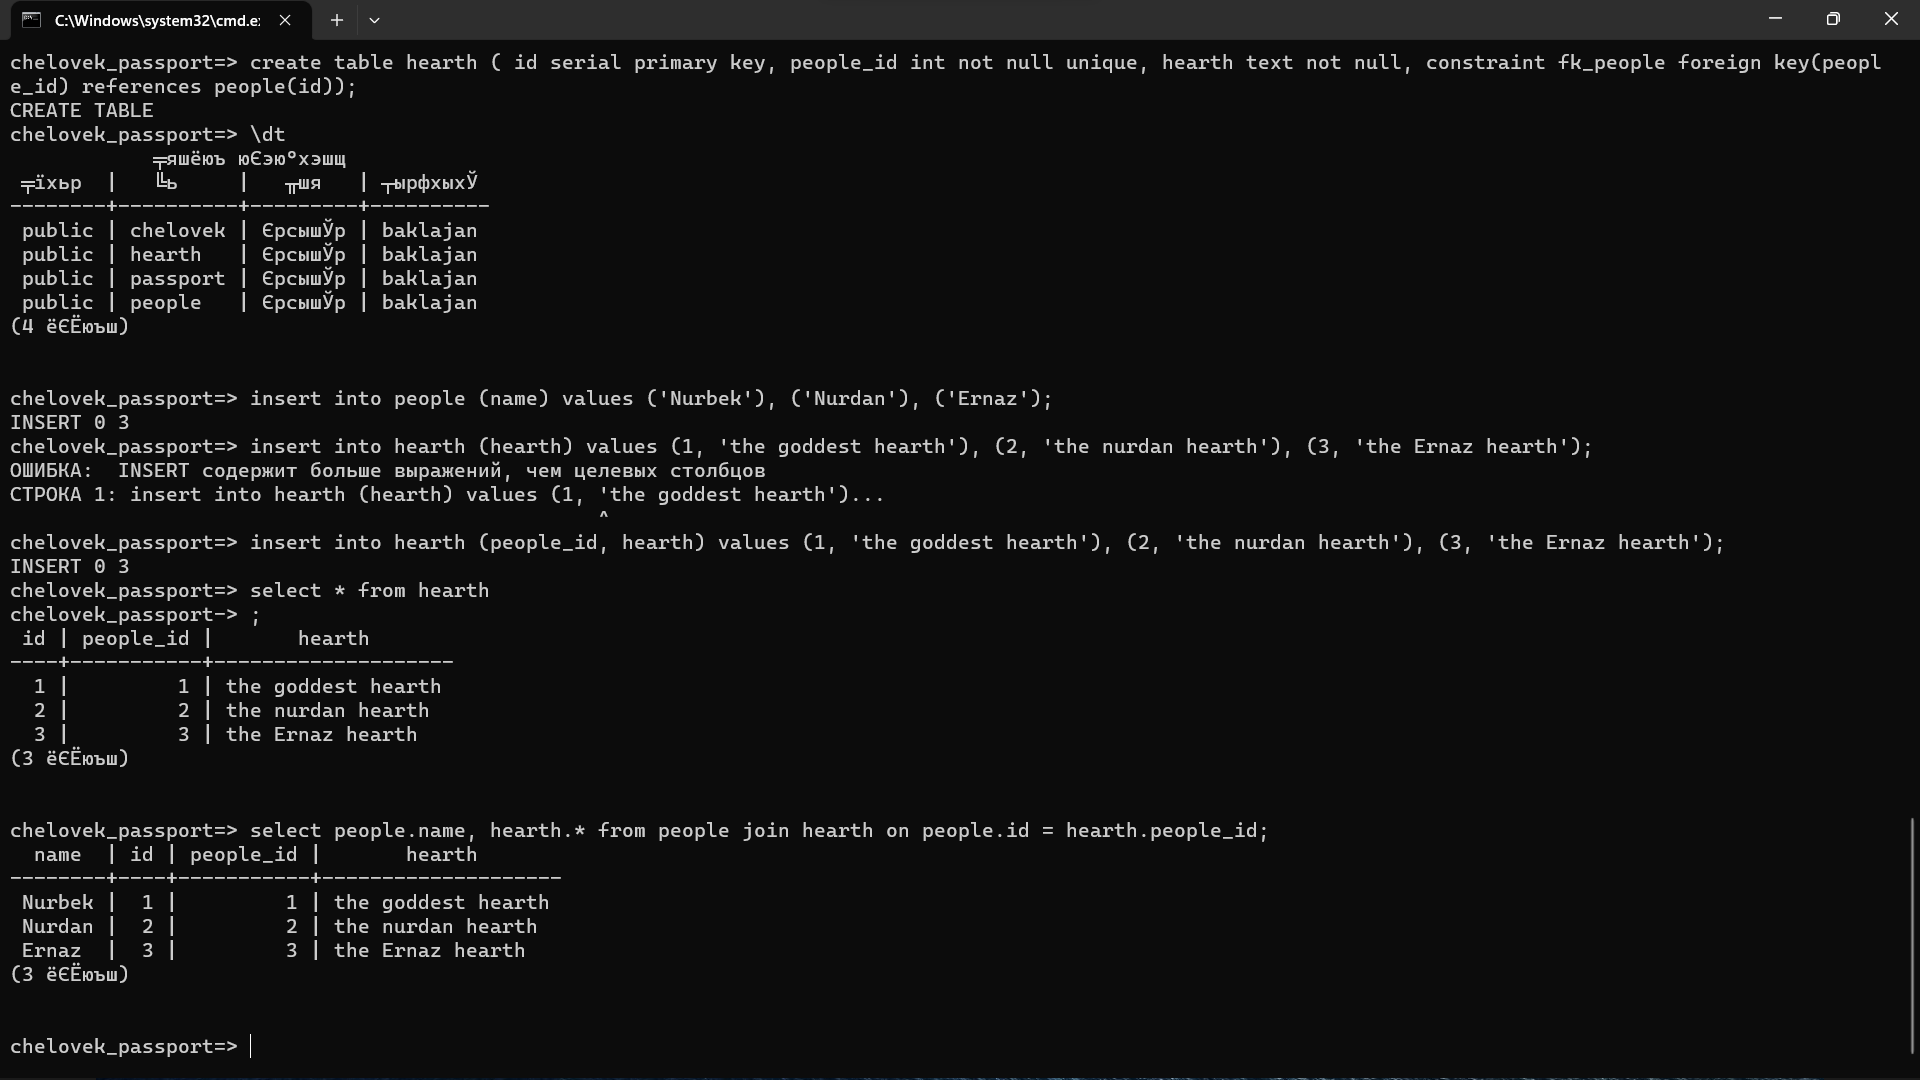 C:\Windows\system32\cmd.e
chelovek_passport=> create table hearth ( id serial primary key, people_id int not null unique, hearth text not null, constraint fk_people foreign key(peopl
e_id) references people(id));
CREATE TABLE
chelovek_passport=> \dt
╤яшёюъ юЄэю°хэшщ
╤їхьр | ╚ь | ╥шя | ┬ырфхыхЎ
--------+----------+---------+----------
public | chelovek | ЄрсышЎр | baklajan
public | hearth | ЄрсышЎр | baklajan
public | passport | ЄрсышЎр | baklajan
public | people | ЄрсышЎр | baklajan
(4 ёЄЁюъш)
chelovek_passport=> insert into people (name) values ('Nurbek'), ('Nurdan'), ('Ernaz');
INSERT 0 3
chelovek_passport=> insert into hearth (hearth) values (1, 'the goddest hearth'), (2, 'the nurdan hearth'), (3, 'the Ernaz hearth');
ОШИБКА:  INSERT содержит больше выражений, чем целевых столбцов
СТРОКА 1: insert into hearth (hearth) values (1, 'the goddest hearth')...
^
chelovek_passport=> insert into hearth (people_id, hearth) values (1, 'the goddest hearth'), (2, 'the nurdan hearth'), (3, 'the Ernaz hearth');
INSERT 0 3
chelovek_passport=> select * from hearth
chelovek_passport-> ;
id | people_id | hearth
----+-----------+--------------------
1 | 1 | the goddest hearth
2 | 2 | the nurdan hearth
3 | 3 | the Ernaz hearth
(3 ёЄЁюъш)
chelovek_passport=> select people.name, hearth.* from people join hearth on people.id = hearth.people_id;
name | id | people_id | hearth
--------+----+-----------+--------------------
Nurbek | 1 | 1 | the goddest hearth
Nurdan | 2 | 2 | the nurdan hearth
Ernaz | 3 | 3 | the Ernaz hearth
(3 ёЄЁюъш)
chelovek_passport=>